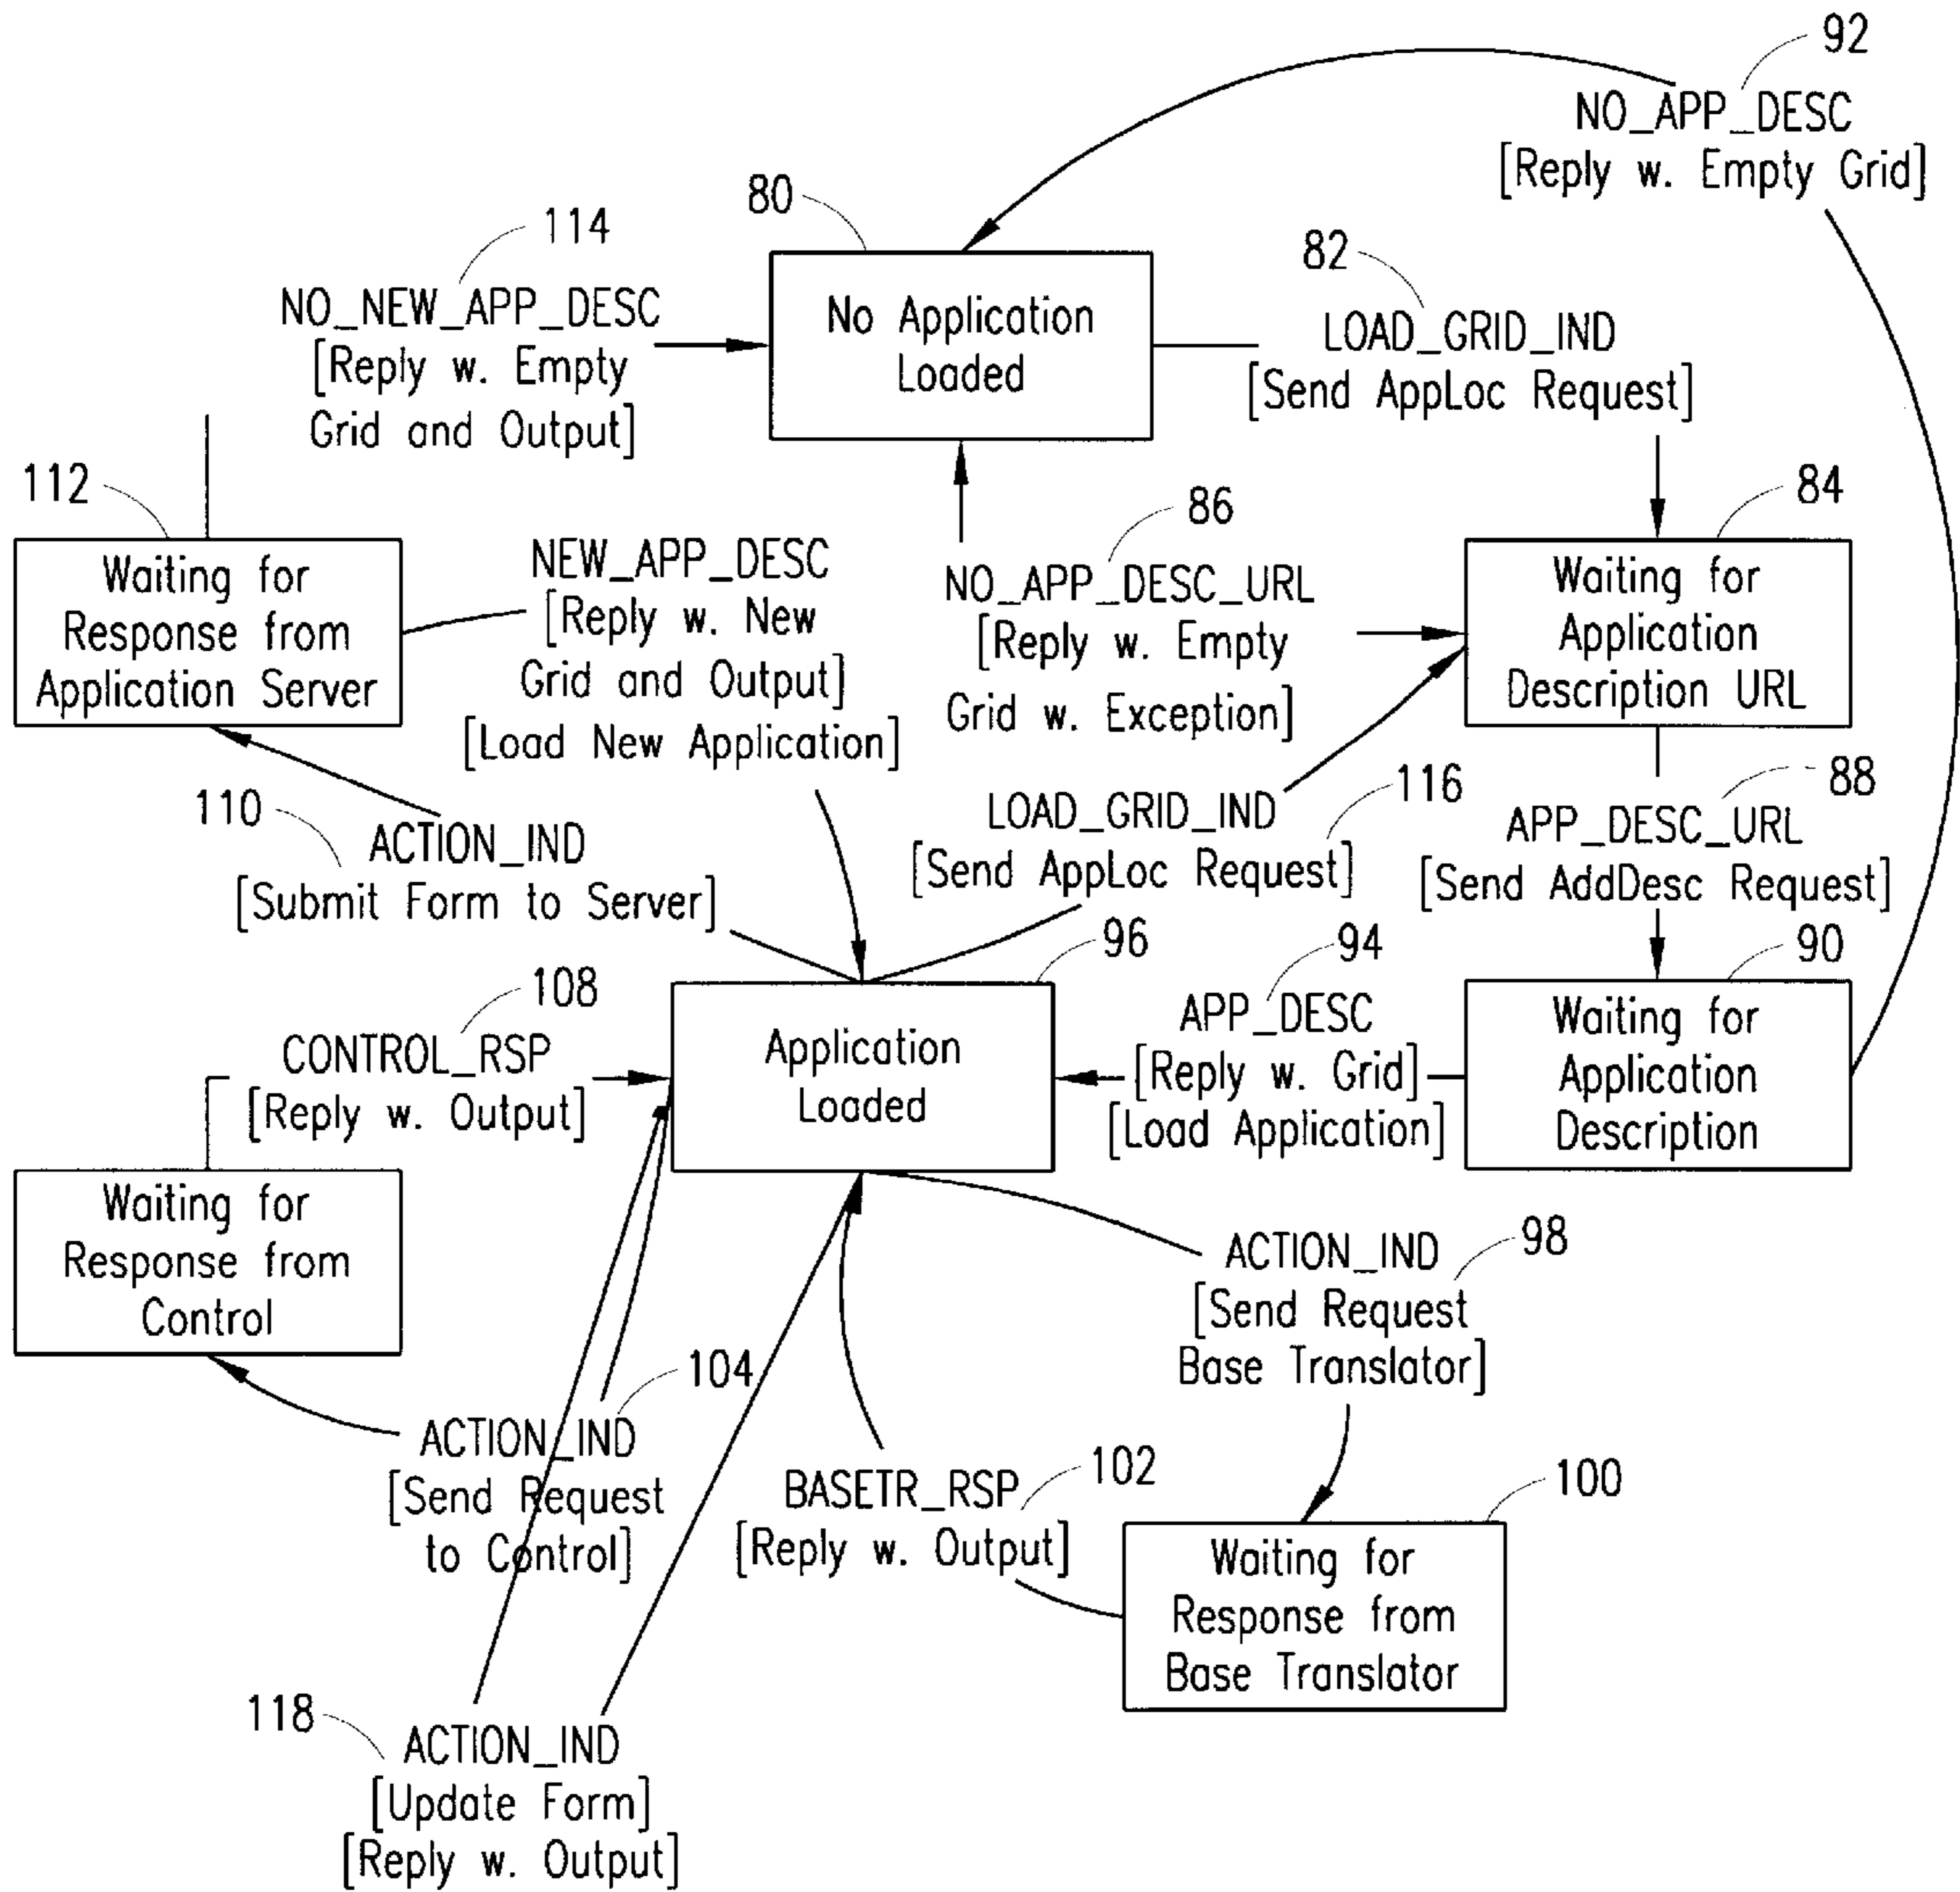 92
NO_APP_DESC
[Reply w. Empty Grid]
80
No Application
Loaded
82
LOAD_GRID_IND
[Send AppLoc Request]
114
NO_NEW_APP_DESC
[Reply w. Empty
Grid and Output]
112
Waiting for
Response from
Application Server
NEW_APP_DESC
[Reply w. New
Grid and Output]
[Load New Application]
86
NO_APP_DESC_URL
[Reply w. Empty
Grid w. Exception]
84
Waiting for
Application
Description URL
110
ACTION_IND
[Submit Form to Server]
LOAD_GRID_IND
116
[Send AppLoc Request]
88
APP_DESC_URL
[Send AddDesc Request]
108
CONTROL_RSP
[Reply w. Output]
96
Application
Loaded
94
APP_DESC
[Reply w. Grid]
[Load Application]
90
Waiting for
Application
Description
Waiting for
Response from
Control
98
ACTION_IND
[Send Request
Base Translator]
104
ACTION_IND
[Send Request
to Control]
102
BASETR_RSP
[Reply w. Output]
100
Waiting for
Response from
Base Translator
118
ACTION_IND
[Update Form]
[Reply w. Output]